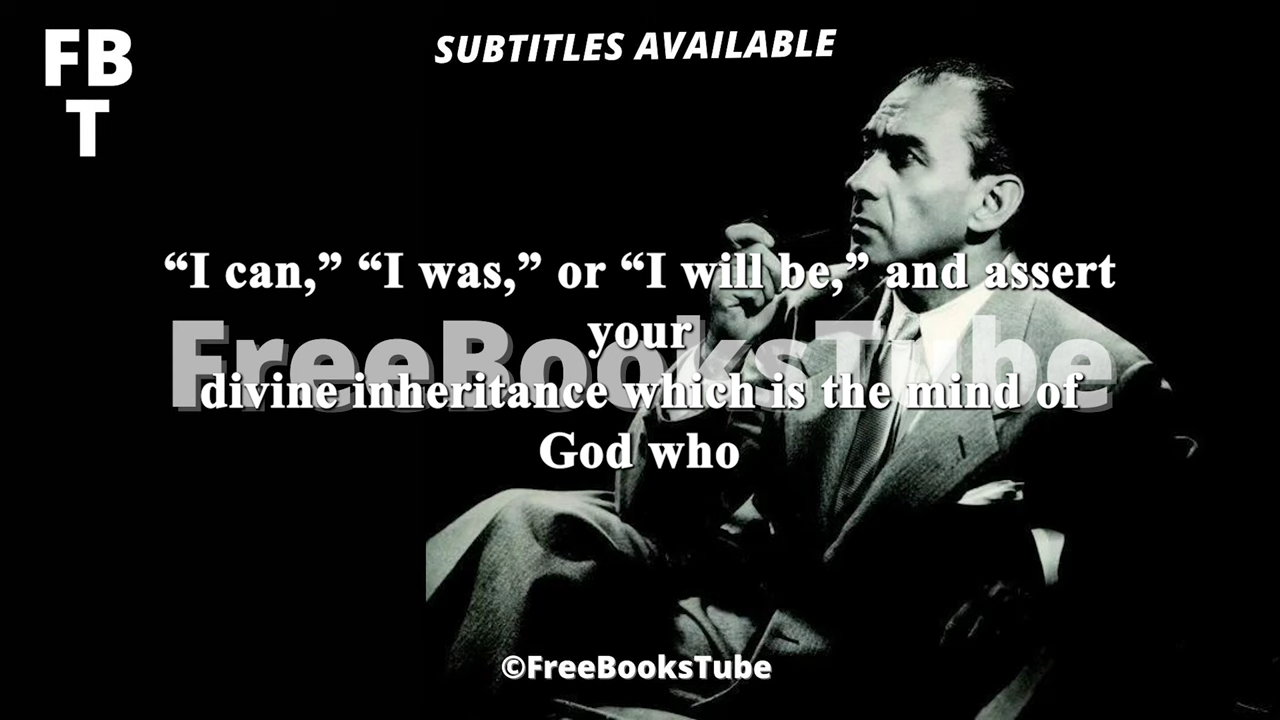 FB
T
SUBTITLES AVAILABLE
“I can,” “I was,” or “I will be,” and assert
your
FreeBooksTube
divine inheritance which is the mind of
God who
©FreeBooksTube